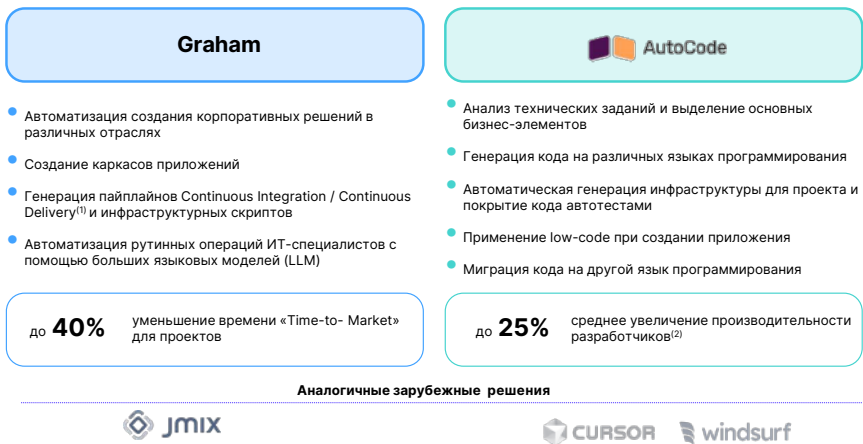 Graham
Автоматизация создания корпоративных решений в
различных отраслях
Создание каркасов приложений
Генерация пайплайнов Continuous Integration / Continuous
Delivery(1) и инфраструктурных скриптов
Автоматизация рутинных операций ИТ-специалистов с
помощью больших языковых моделей (LLM)
до 40% уменьшение времени «Time-to- Market»
для проектов
AutoCode
Анализ технических заданий и выделение основных
бизнес-элементов
Генерация кода на различных языках программирования
Автоматическая генерация инфраструктуры для проекта и
покрытие кода автотестами
Применение low-code при создании приложения
Миграция кода на другой язык программирования
до 25% среднее увеличение производительности
разработчиков(2)
Аналогичные зарубежные решения
Jmix
CURSOR
windsurf